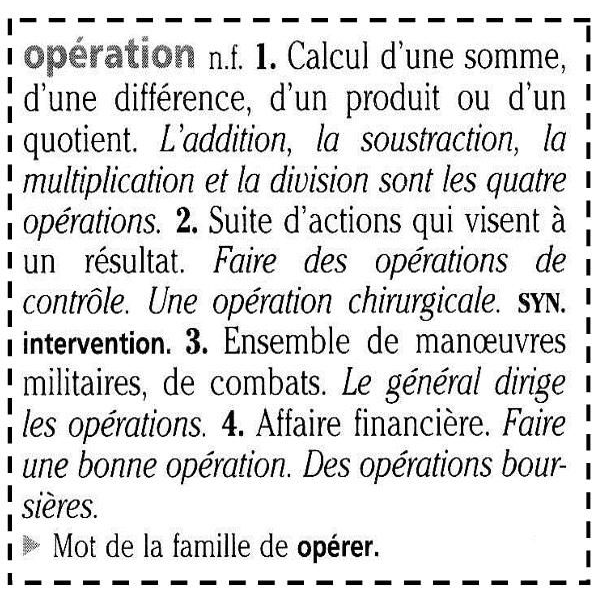 opération n.f. 1. Calcul d'une somme,
d'une différence, d'un produit ou d'un
quotient. L'addition, la soustraction, la
multiplication et la division sont les quatre
opérations. 2. Suite d'actions qui visent à
un résultat. Faire des opérations de
contrôle. Une opération chirurgicale. SYN.
intervention. 3. Ensemble de manœuvres
militaires, de combats. Le général dirige
les opérations. 4. Affaire financière. Faire
une bonne opération. Des opérations bour-
sières.
▶ Mot de la famille de opérer.